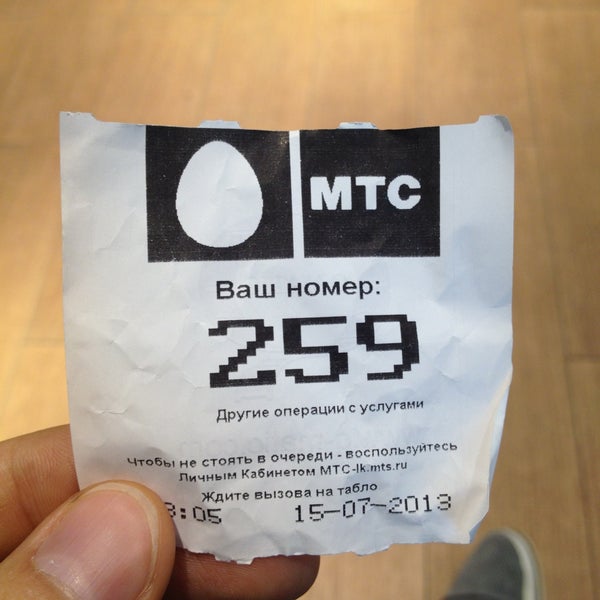 МТС
Ваш номер:
259
Другие операции с услугами
Чтобы не стоять в очереди - воспользуйтесь
Личным Кабинетом МТС-lk.mts.ru
Ждите вызова на табло
15-07-2013